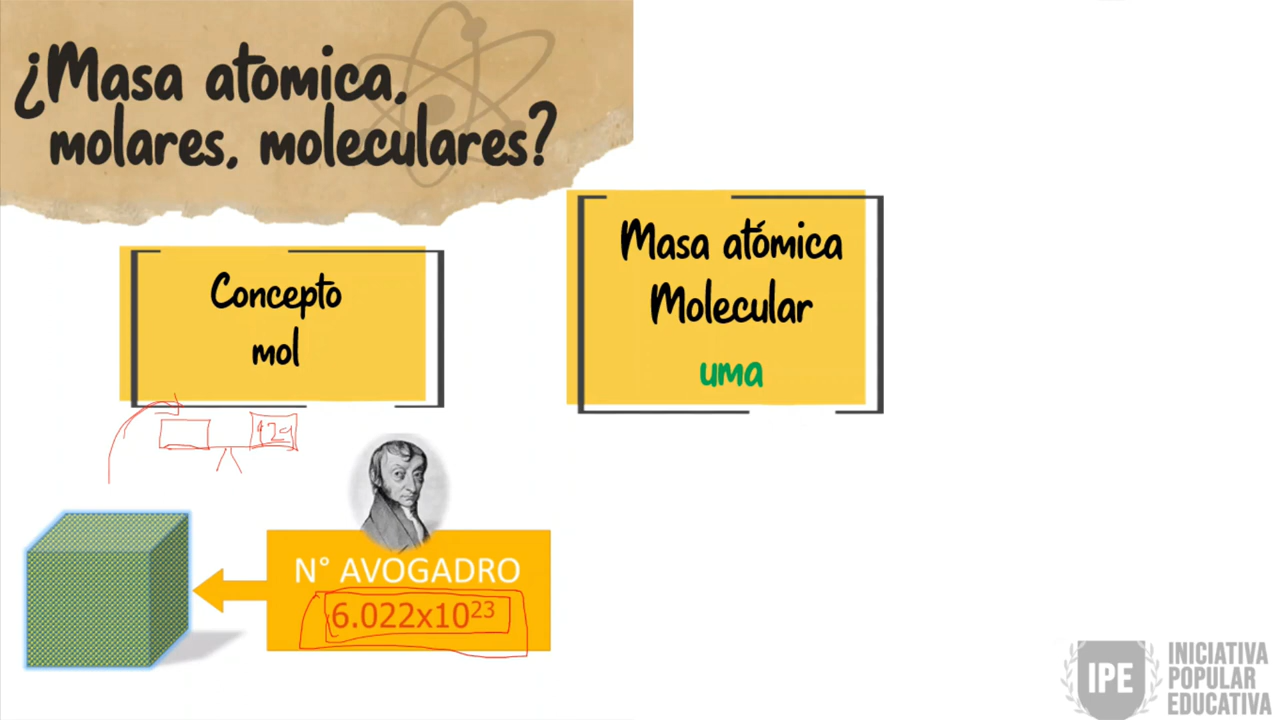 ¿Masa atomica,
molares, moleculares?
Concepto
mol
Masa atómica
Molecular
uma
N° AVOGADRO
6.022x10²³
IPE
INICIATIVA
POPULAR
EDUCATIVA